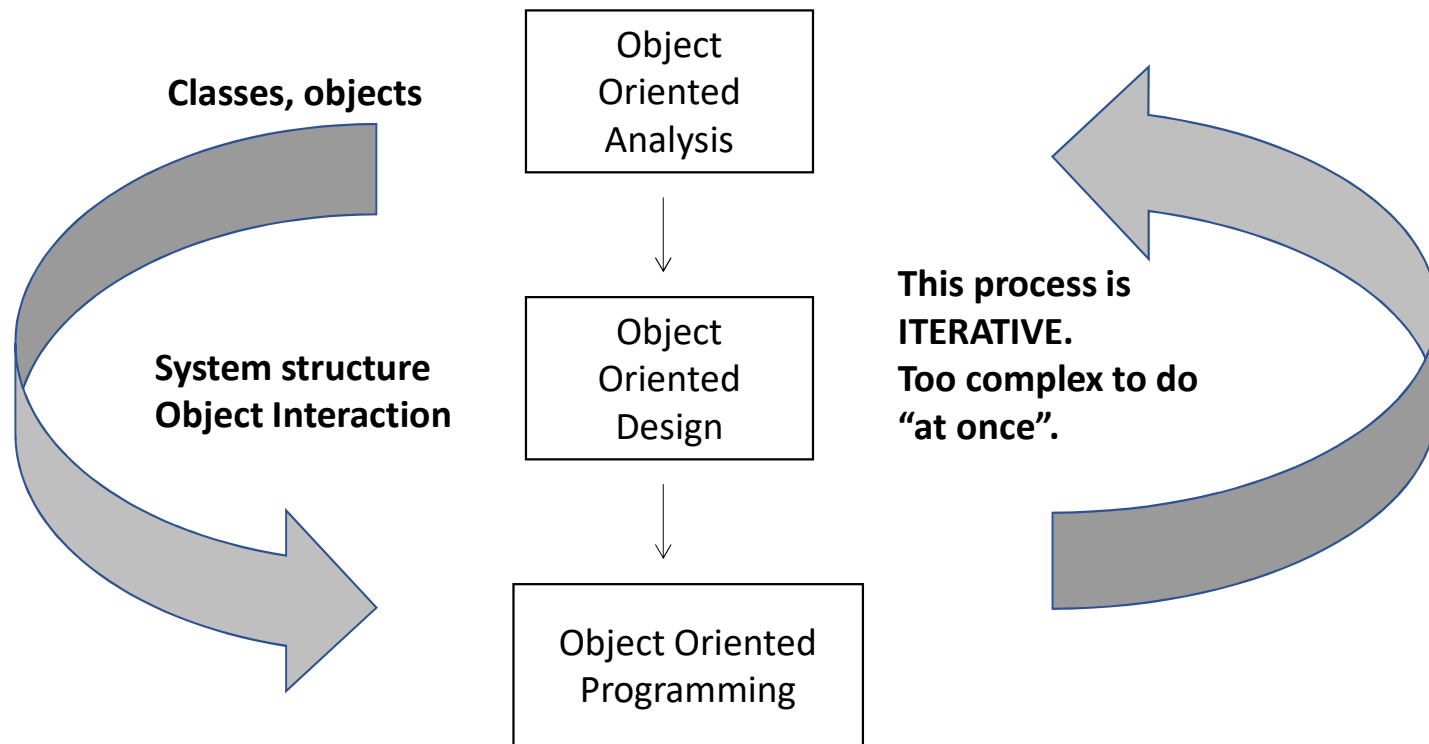 Object
Oriented
Analysis
Classes, objects
Object
Oriented
Design
System structure
Object Interaction
This process is
ITERATIVE.
Too complex to do
“at once”.
Object Oriented
Programming